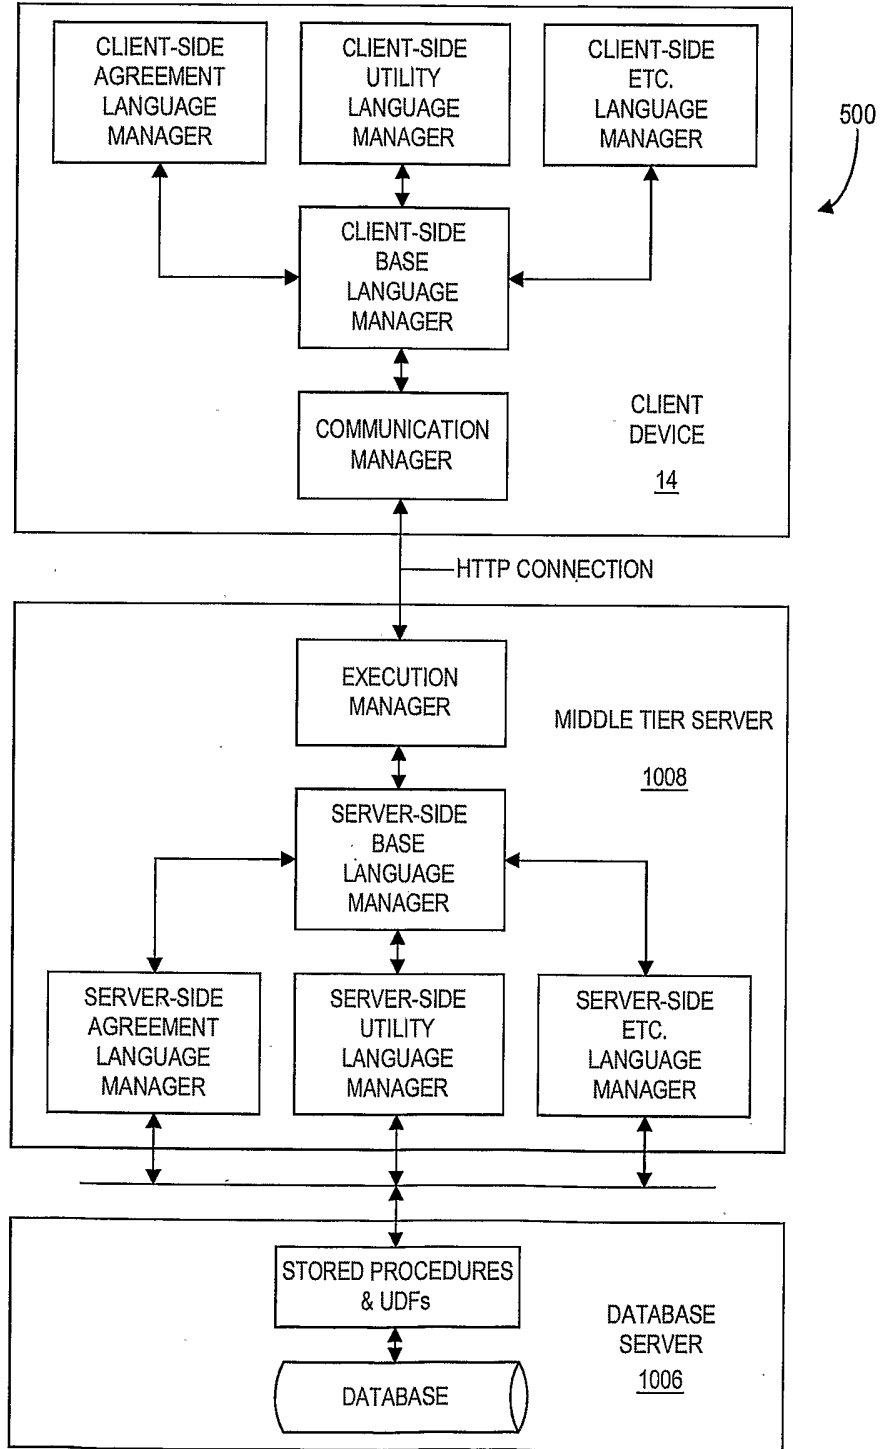 CLIENT-SIDE
AGREEMENT
LANGUAGE
MANAGER
CLIENT-SIDE
UTILITY
LANGUAGE
MANAGER
CLIENT-SIDE
ETC.
LANGUAGE
MANAGER
500
CLIENT-SIDE
BASE
LANGUAGE
MANAGER
COMMUNICATION
MANAGER
CLIENT
DEVICE
14
HTTP CONNECTION
EXECUTION
MANAGER
MIDDLE TIER SERVER
1008
SERVER-SIDE
BASE
LANGUAGE
MANAGER
SERVER-SIDE
AGREEMENT
LANGUAGE
MANAGER
SERVER-SIDE
UTILITY
LANGUAGE
MANAGER
SERVER-SIDE
ETC.
LANGUAGE
MANAGER
STORED PROCEDURES
& UDFs
DATABASE
SERVER
1006
DATABASE